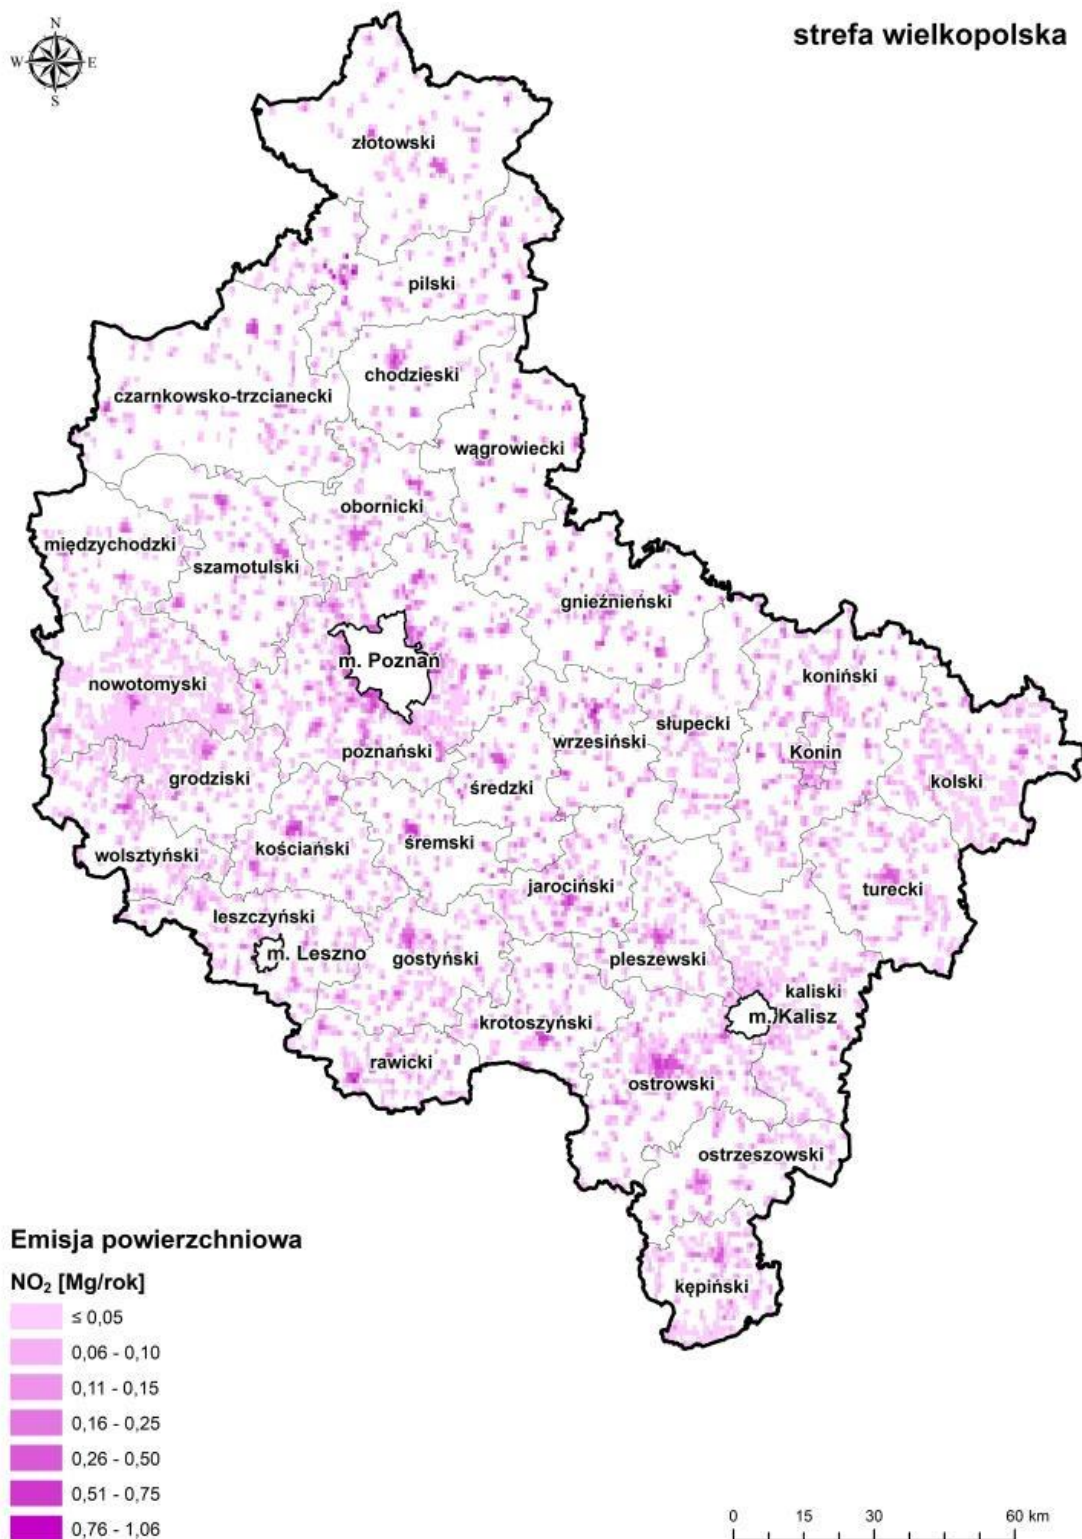 N
strefa wielkopolska
W E
S
złotowski
pilski
chodzieski
czarnkowsko-trzcianecki
wągrowiecki
obornicki
międzychodzki
szamotulski
gnieźnieński
m. Poznań
koniński
nowotomyski
słupecki
wrzesiński
poznański
Konin
grodziski
kolski
średzki
śremski
kościański
wolsztyński
jarociński
turecki
leszczyński
m. Leszno
gostyński
pleszewski
kaliski
m. Kalisz
krotoszyński
rawicki
ostrowski
ostrzeszowski
kępiński
Emisja powierzchniowa
NO₂ [Mg/rok]
≤ 0,05
0,06 - 0,10
0,11 - 0,15
0,16 - 0,25
0,26 - 0,50
0,51 - 0,75
0,76 - 1,06
0 15 30 60 km